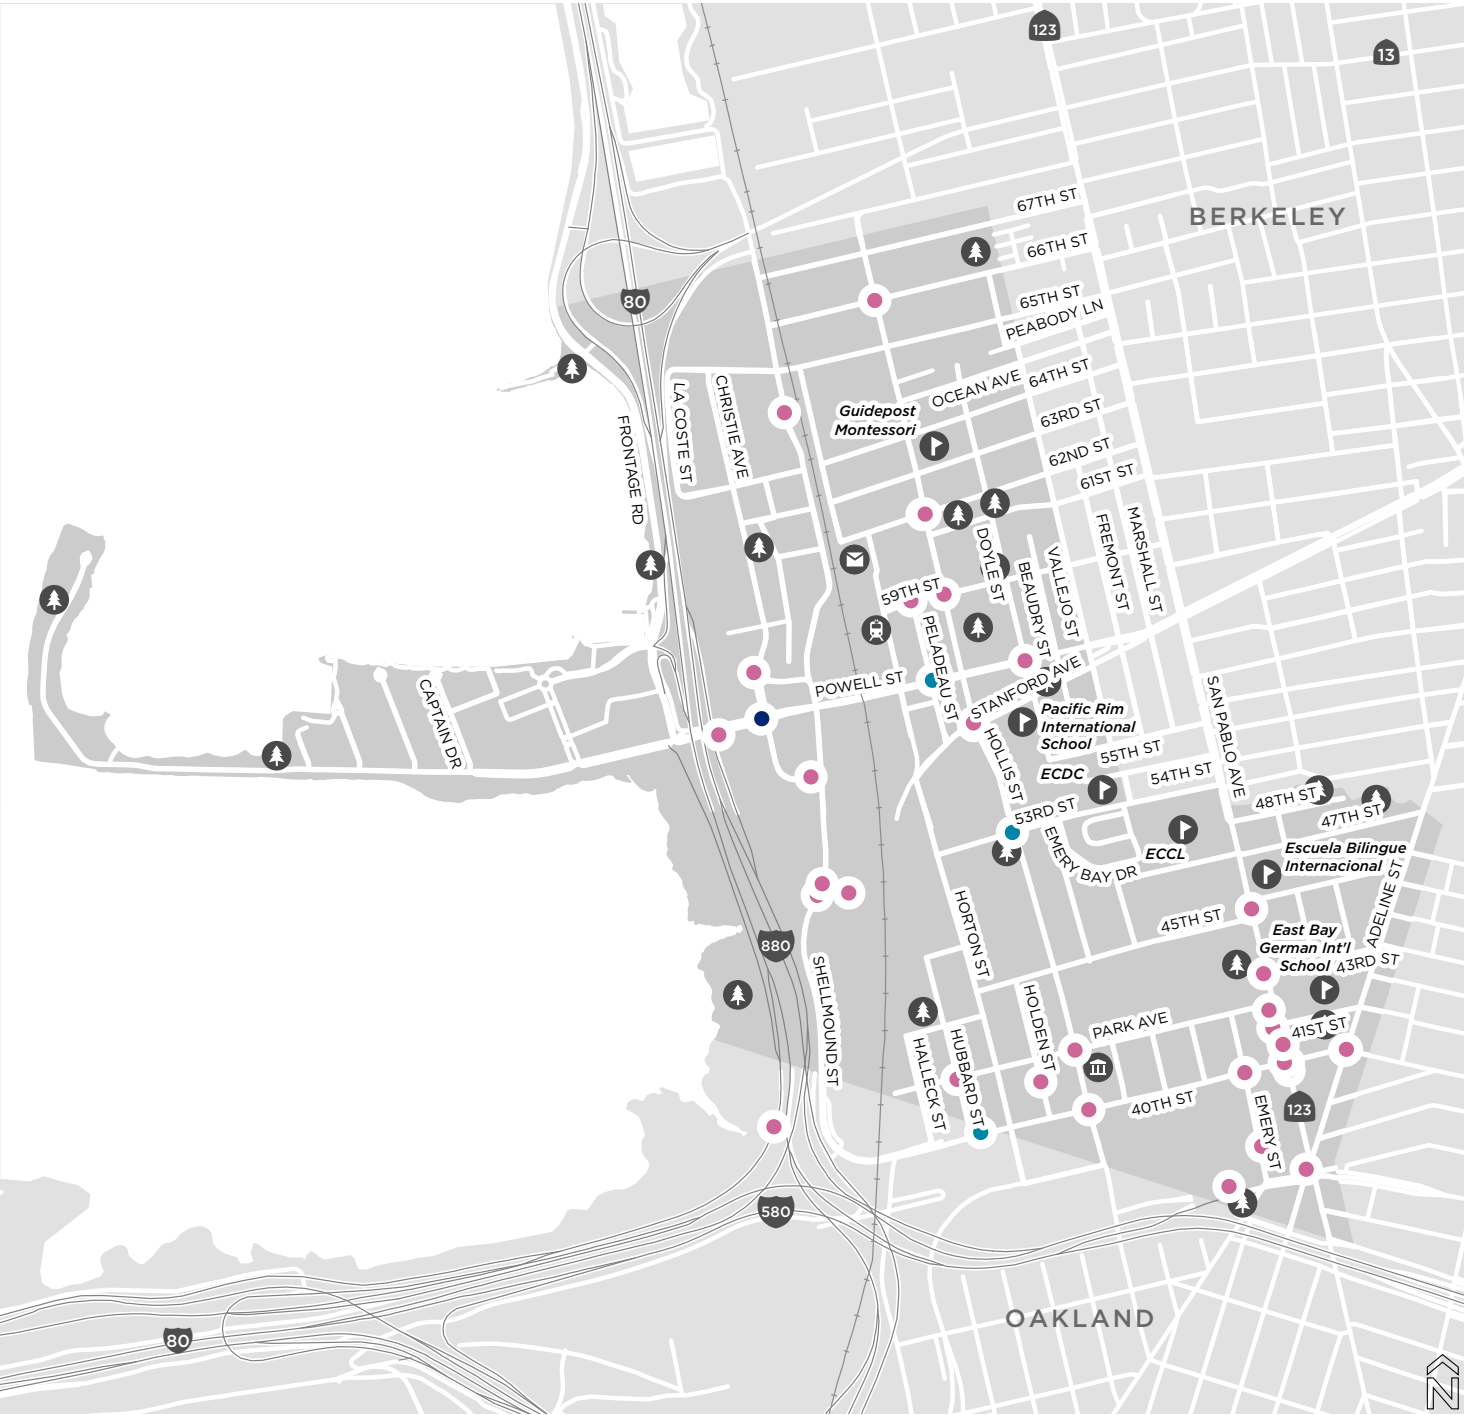 123
13
67TH ST
BERKELEY
66TH ST
80
65TH ST
PEABODY LN
OCEAN AVE
64TH ST
LA COSTE ST
CHRISTIE AVE
FRONTAGE RD
Guidepost
Montessori
63RD ST
62ND ST
61ST ST
DOYLE ST
BEAUDRY ST
VALLEJO ST
FREMONT ST
MARSHALL ST
59TH ST
PELADEAU ST
POWELL ST
STANFORD AVE
CAPTAIN DR
SAN PABLO AVE
Pacific Rim
International
School
HOLLIS ST
55TH ST
54TH ST
ECDC
53RD ST
48TH ST
47TH ST
EMERY BAY DR
ECCL
Escuela Bilingue
Internacional
ADELINE ST
HORTON ST
45TH ST
East Bay
German Int'l
School
43RD ST
880
SHELLMOUND ST
HOLDEN ST
PARK AVE
41ST ST
HALLECK ST
HUBBARD ST
40TH ST
EMERY ST
123
580
OAKLAND
80
N